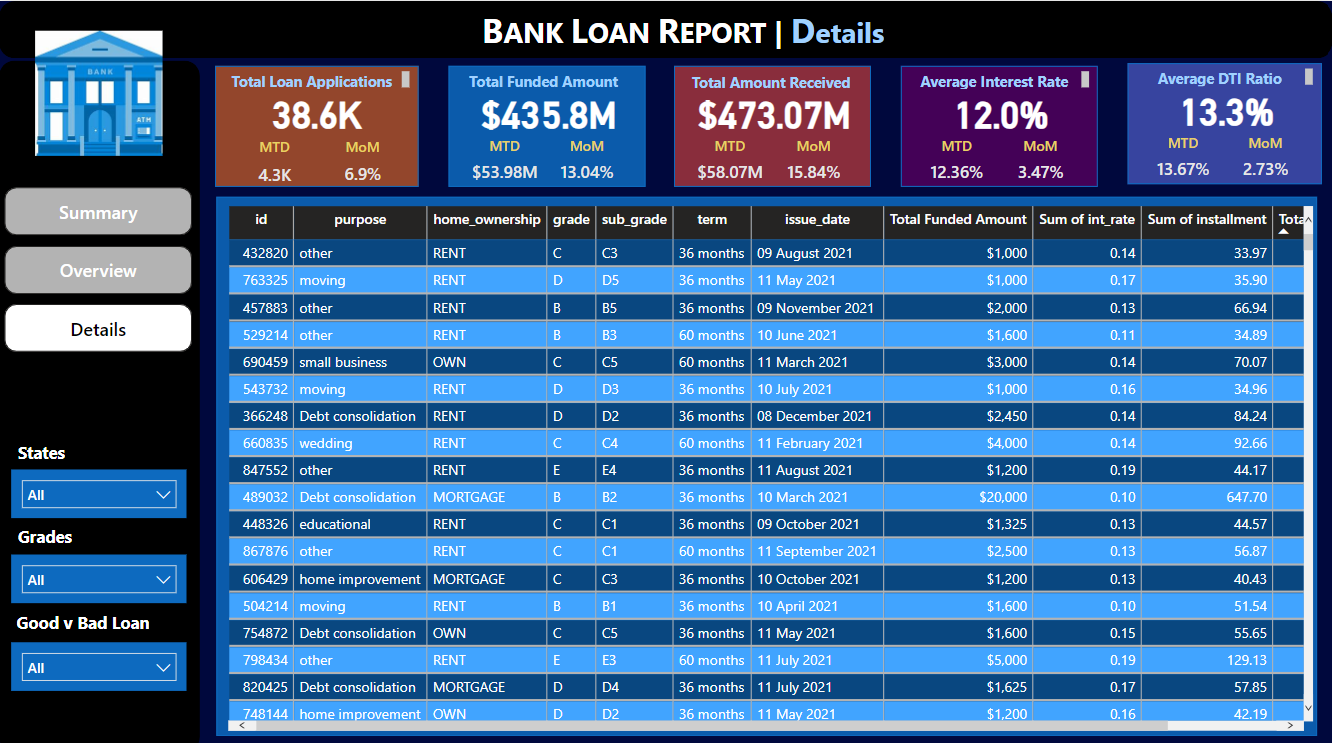 BANK LOAN REPORT | Details
BANK
ATM
Total Loan Applications
38.6K
MTD MoM
4.3K 6.9%
Total Funded Amount
$435.8M
MTD MoM
$53.98M 13.04%
Total Amount Received
$473.07M
MTD MoM
$58.07M 15.84%
Average Interest Rate
12.0%
MTD MoM
12.36% 3.47%
Average DTI Ratio
13.3%
MTD MoM
13.67% 2.73%
Summary
Overview
Details
States
All
Grades
All
Good v Bad Loan
All
id purpose home_ownership grade sub_grade term issue_date Total Funded Amount Sum of int_rate Sum of installment Tota
432820 other RENT C C3 36 months 09 August 2021 $1,000 0.14 33.97
763325 moving RENT D D5 36 months 11 May 2021 $1,000 0.17 35.90
457883 other RENT B B5 36 months 09 November 2021 $2,000 0.13 66.94
529214 other RENT B B3 60 months 10 June 2021 $1,600 0.11 34.89
690459 small business OWN C C5 60 months 11 March 2021 $3,000 0.14 70.07
543732 moving RENT D D3 36 months 10 July 2021 $1,000 0.16 34.96
366248 Debt consolidation RENT D D2 36 months 08 December 2021 $2,450 0.14 84.24
660835 wedding RENT C C4 60 months 11 February 2021 $4,000 0.14 92.66
847552 other RENT E E4 36 months 11 August 2021 $1,200 0.19 44.17
489032 Debt consolidation MORTGAGE B B2 36 months 10 March 2021 $20,000 0.10 647.70
448326 educational RENT C C1 36 months 09 October 2021 $1,325 0.13 44.57
867876 other RENT C C1 60 months 11 September 2021 $2,500 0.13 56.87
606429 home improvement MORTGAGE C C3 36 months 10 October 2021 $1,200 0.13 40.43
504214 moving RENT B B1 36 months 10 April 2021 $1,600 0.10 51.54
754872 Debt consolidation OWN C C5 36 months 11 May 2021 $1,600 0.15 55.65
798434 other RENT E E3 60 months 11 July 2021 $5,000 0.19 129.13
820425 Debt consolidation MORTGAGE D D4 36 months 11 July 2021 $1,625 0.17 57.85
748144 home improvement OWN D D2 36 months 11 May 2021 $1,200 0.16 42.19